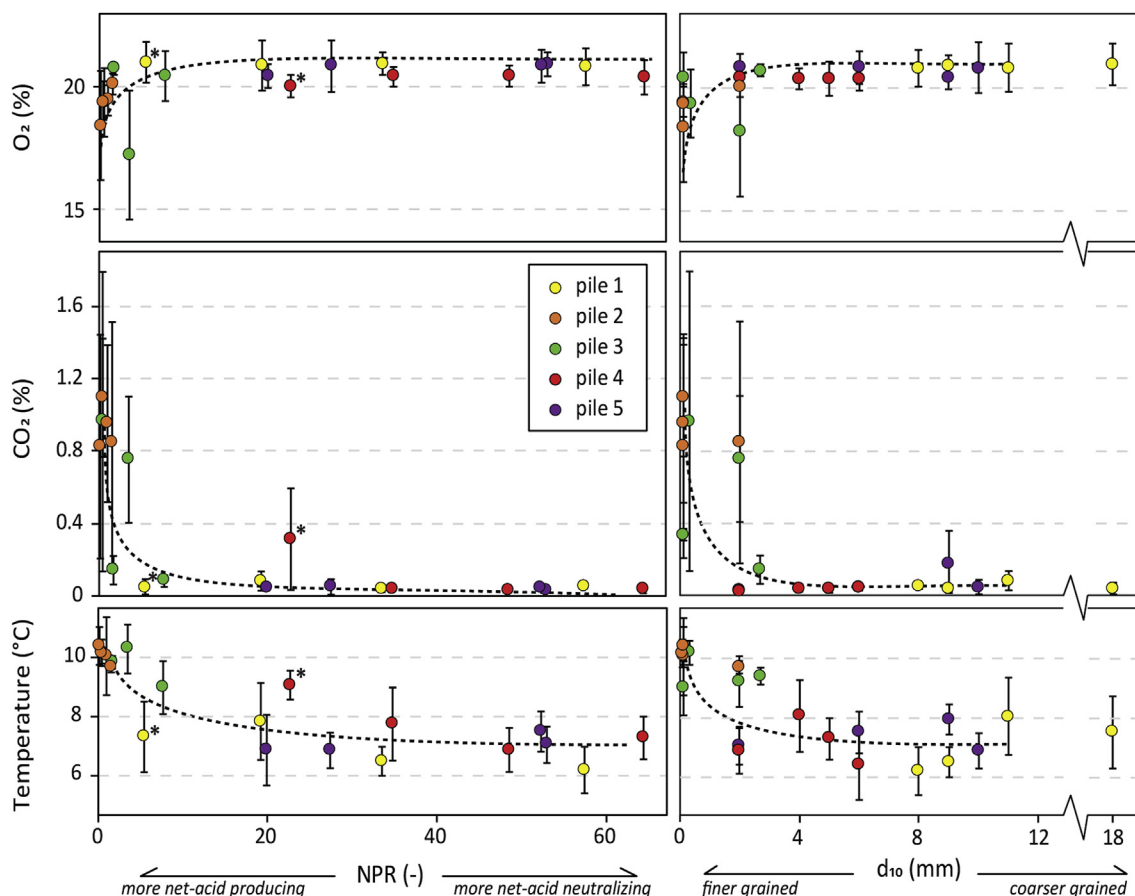 O₂ (%)
20
15
*
*
CO₂ (%)
1.6
1.2
0.8
0.4
0
*
*
pile 1
pile 2
pile 3
pile 4
pile 5
Temperature (°C)
10
8
6
*
*
0 20 40 60
0 4 8 12 18
NPR (-)
d₁₀ (mm)
more net-acid producing
more net-acid neutralizing
finer grained
coarser grained